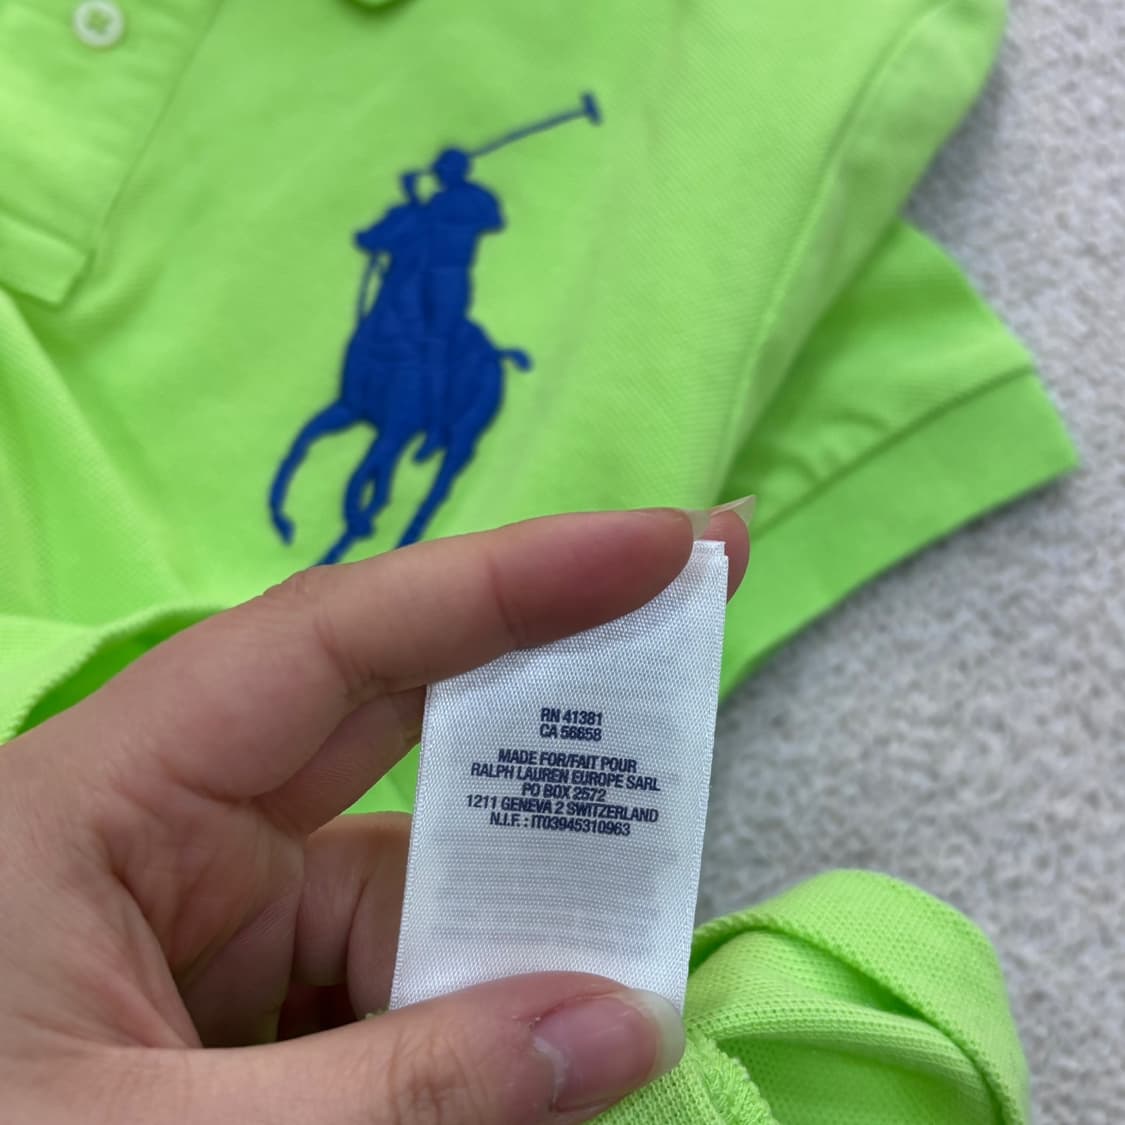 RN 41381
CA 56658
MADE FOR/FAIT POUR
RALPH LAUREN EUROPE SARL
PO BOX 2572
1211 GENEVA 2 SWITZERLAND
N.I.F. : IT03945310963